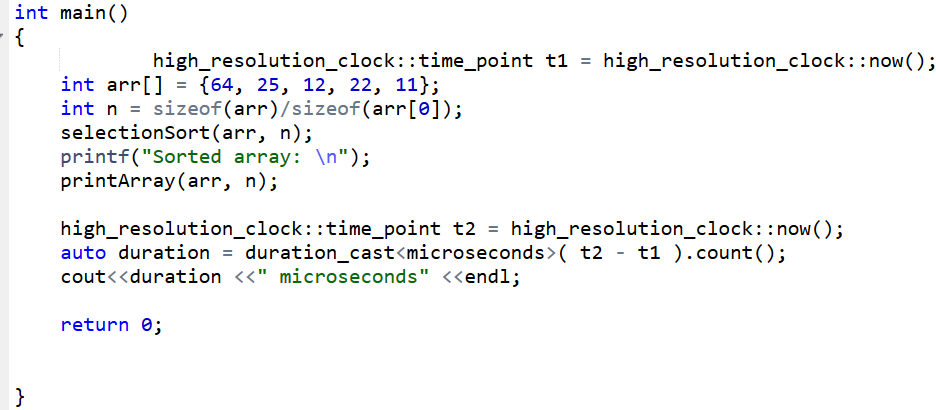 int main()
{
            high_resolution_clock::time_point t1 = high_resolution_clock::now();
    int arr[] = {64, 25, 12, 22, 11};
    int n = sizeof(arr)/sizeof(arr[0]);
    selectionSort(arr, n);
    printf("Sorted array: \n");
    printArray(arr, n);

    high_resolution_clock::time_point t2 = high_resolution_clock::now();
    auto duration = duration_cast<microseconds>( t2 - t1 ).count();
    cout<<duration <<" microseconds" <<endl;

    return 0;


}